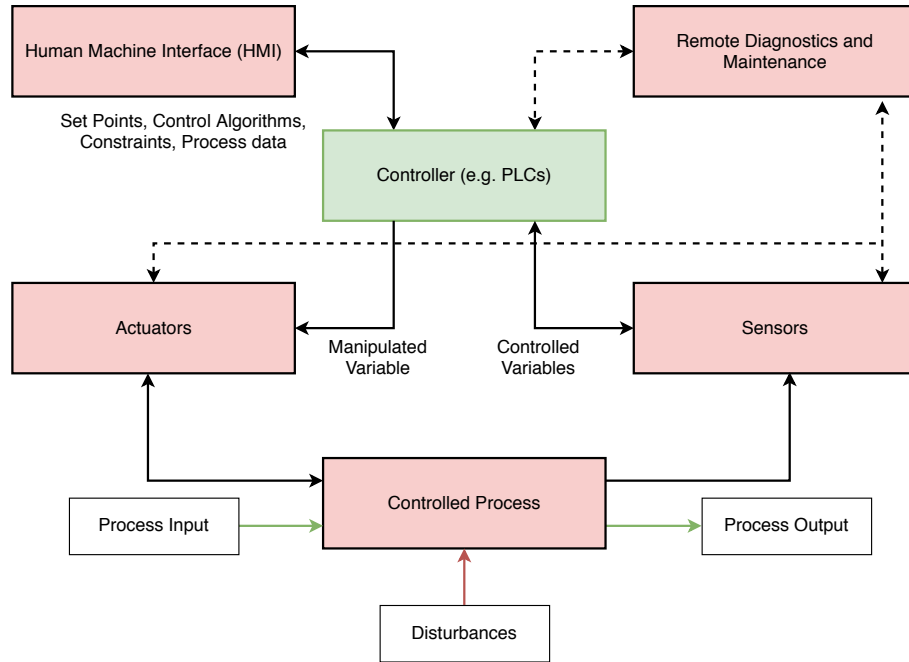 Human Machine Interface (HMI)
Remote Diagnostics and
Maintenance
Set Points, Control Algorithms,
Constraints, Process data
Controller (e.g. PLCs)
Actuators
Sensors
Manipulated
Variable
Controlled
Variables
Controlled Process
Process Input
Process Output
Disturbances